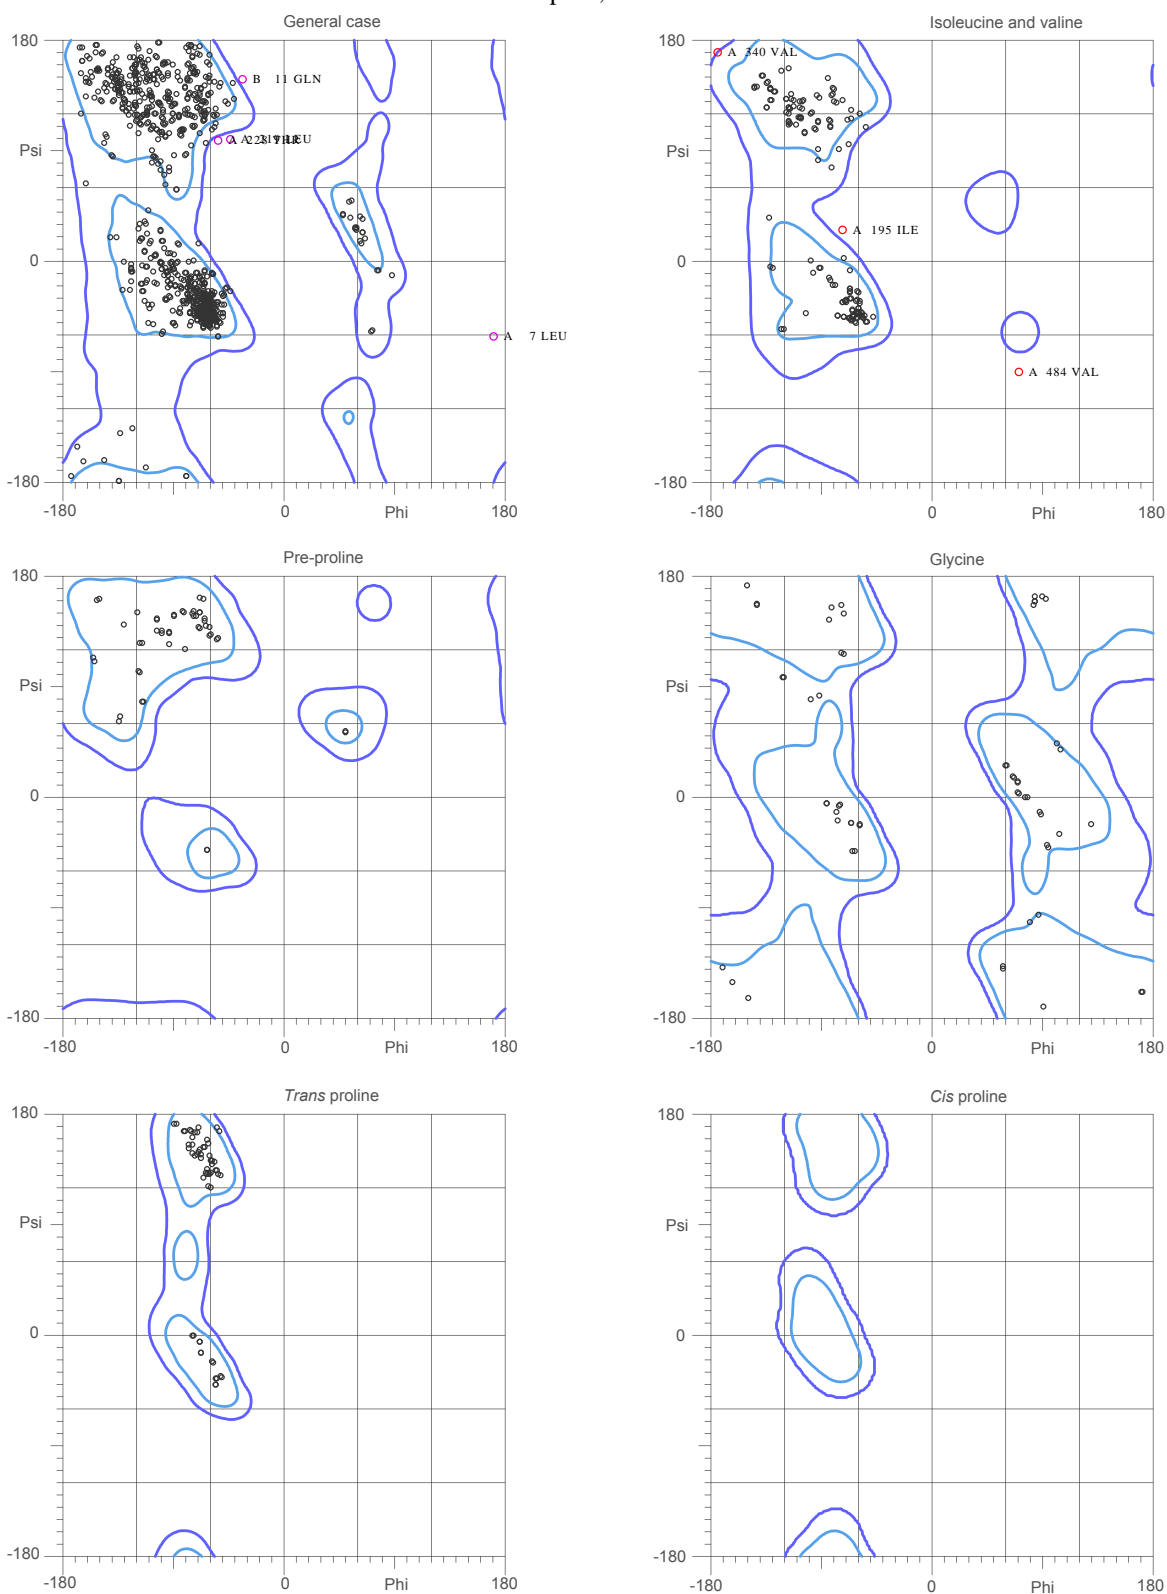 General case
Isoleucine and valine
180
Psi
0
-180
-180
0
Phi
180
B 11 GLN
A 7 LEU
180
Psi
0
-180
-180
0
Phi
180
A 340 VAL
A 195 ILE
A 484 VAL
Pre-proline
Glycine
180
Psi
0
-180
-180
0
Phi
180
180
Psi
0
-180
-180
0
Phi
180
Trans proline
Cis proline
180
Psi
0
-180
-180
0
Phi
180
180
Psi
0
-180
-180
0
Phi
180